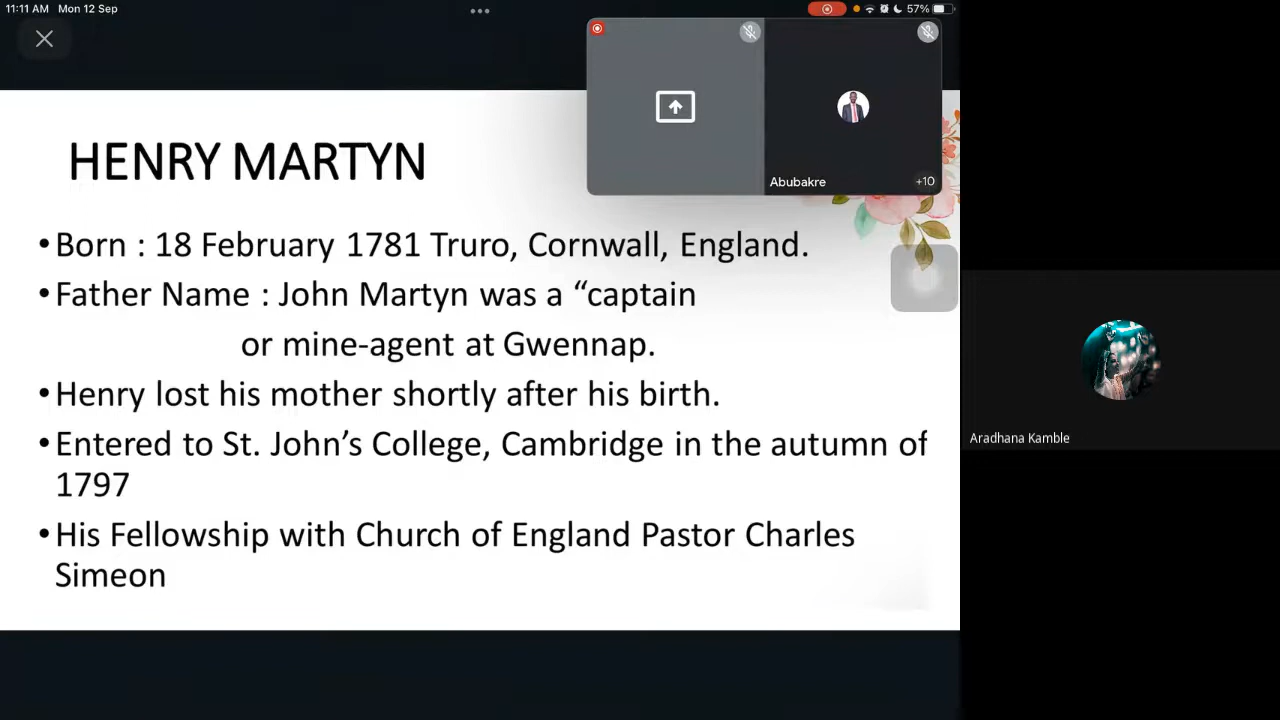 11:11 AM Mon 12 Sep
57%
HENRY MARTYN
Abubakre
+10
•Born : 18 February 1781 Truro, Cornwall, England.
•Father Name : John Martyn was a “captain
or mine-agent at Gwennap.
•Henry lost his mother shortly after his birth.
•Entered to St. John’s College, Cambridge in the autumn of
1797
•His Fellowship with Church of England Pastor Charles
Simeon
Aradhana Kamble